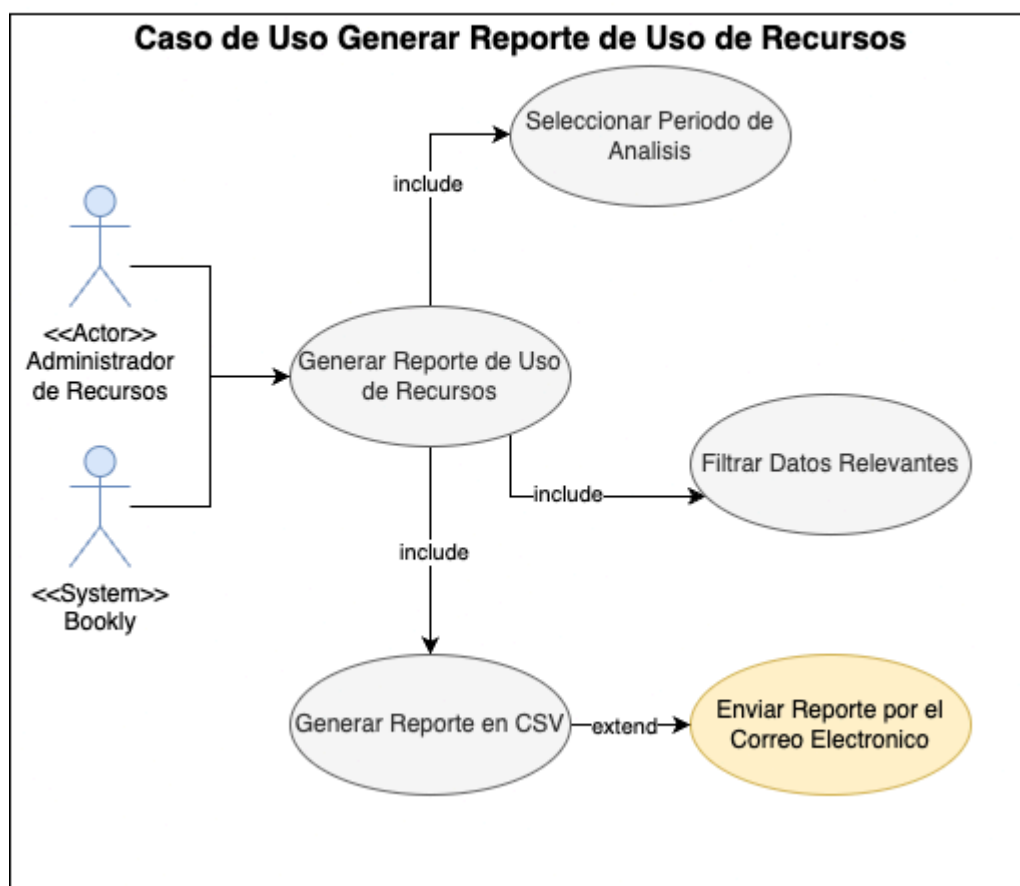 Caso de Uso Generar Reporte de Uso de Recursos
Seleccionar Periodo de
Analisis
include
<<Actor>>
Administrador
de Recursos
Generar Reporte de Uso
de Recursos
Filtrar Datos Relevantes
include
include
<<System>>
Bookly
Generar Reporte en CSV
extend
Enviar Reporte por el
Correo Electronico